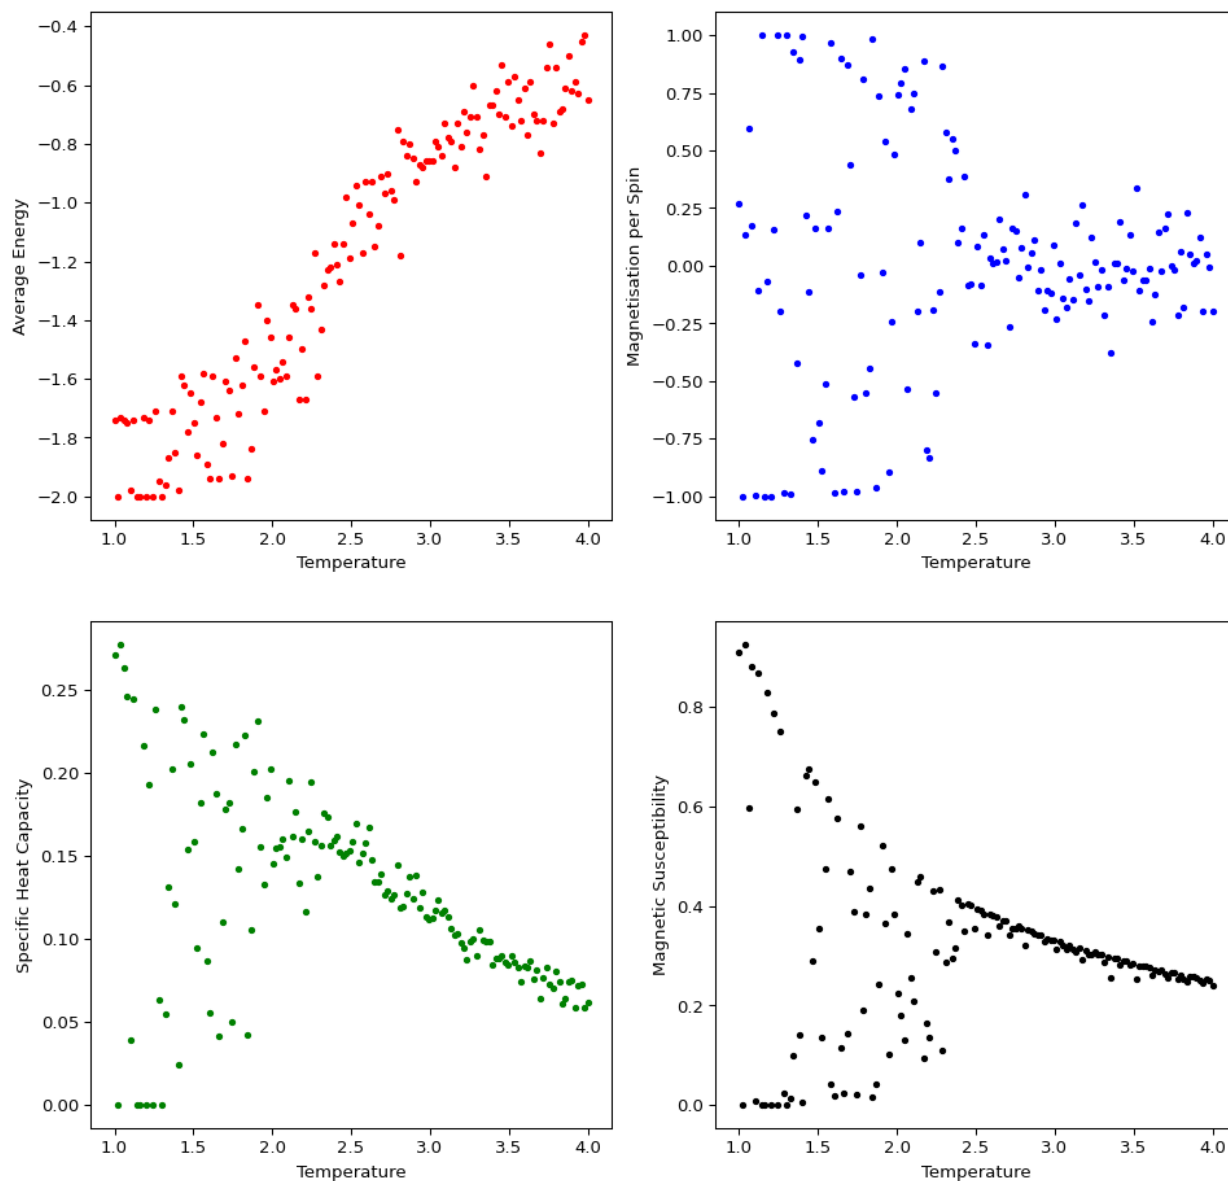 −0.4
−0.6
−0.8
−1.0
−1.2
−1.4
−1.6
−1.8
−2.0
Average Energy
1.0 1.5 2.0 2.5 3.0 3.5 4.0
Temperature
1.00
0.75
0.50
0.25
0.00
−0.25
−0.50
−0.75
−1.00
Magnetisation per Spin
1.0 1.5 2.0 2.5 3.0 3.5 4.0
Temperature
0.25
0.20
0.15
0.10
0.05
0.00
Specific Heat Capacity
1.0 1.5 2.0 2.5 3.0 3.5 4.0
Temperature
0.8
0.6
0.4
0.2
0.0
Magnetic Susceptibility
1.0 1.5 2.0 2.5 3.0 3.5 4.0
Temperature